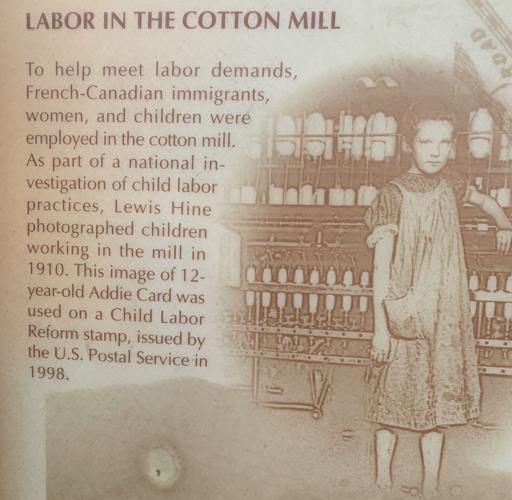 LABOR IN THE COTTON MILL
ROAD
To help meet labor demands,
French-Canadian immigrants,
women, and children were
employed in the cotton mill.
As part of a national in-
vestigation of child labor
practices, Lewis Hine
photographed children
working in the mill in
1910. This image of 12-
year-old Addie Card was
used on a Child Labor
Reform stamp, issued by
the U.S. Postal Service in
1998.